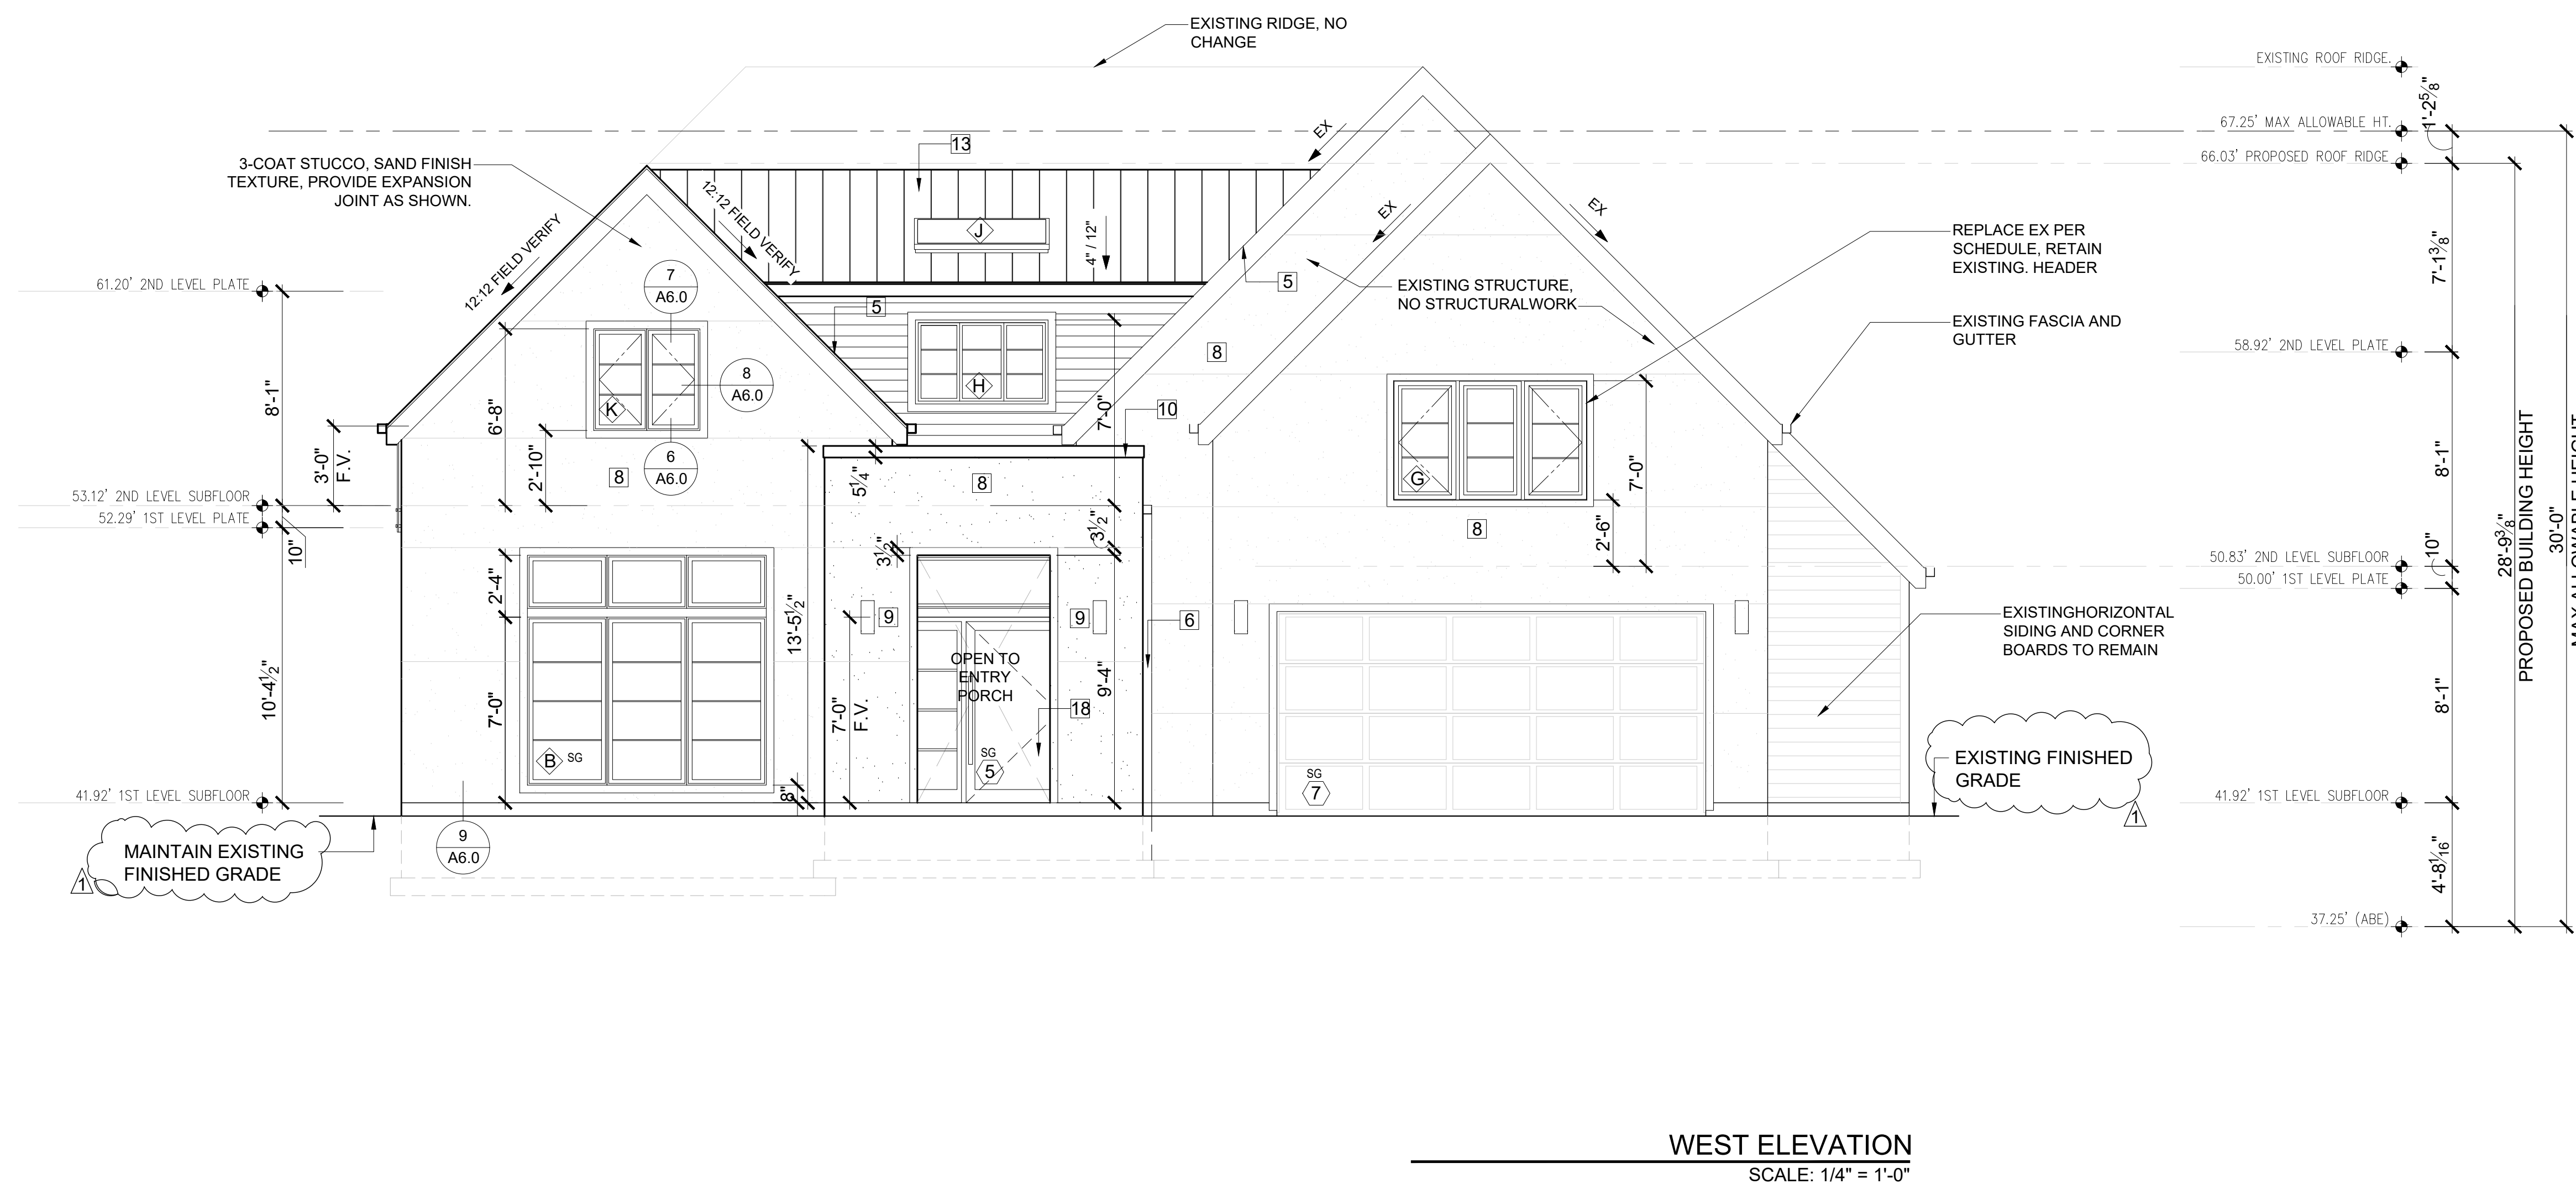 EXISTING RIDGE, NO
CHANGE
EXISTING ROOF RIDGE.
1'-2 5/8"
67.25' MAX ALLOWABLE HT.
66.03' PROPOSED ROOF RIDGE
13
EX
3-COAT STUCCO, SAND FINISH
TEXTURE, PROVIDE EXPANSION
JOINT AS SHOWN.
12:12 FIELD VERIFY
12:12 FIELD VERIFY
J
4" / 12"
EX
EX
REPLACE EX PER
SCHEDULE, RETAIN
EXISTING. HEADER
7'-1 3/8"
61.20' 2ND LEVEL PLATE
7
A6.0
5
5
EXISTING STRUCTURE,
NO STRUCTURALWORK
EXISTING FASCIA AND
GUTTER
58.92' 2ND LEVEL PLATE
8
8
A6.0
K
H
8'-1"
6'-8"
7'-0"
10
3'-0"
F.V.
2'-10"
6
A6.0
8
5 1/4"
8
G
7'-0"
8'-1"
PROPOSED BUILDING HEIGHT
28'-9 3/8"
30'-0"
53.12' 2ND LEVEL SUBFLOOR
52.29' 1ST LEVEL PLATE
10"
3 1/2"
3 1/2"
8
2'-6"
50.83' 2ND LEVEL SUBFLOOR
10"
50.00' 1ST LEVEL PLATE
2'-4"
13'-5 1/2"
9
9
6
EXISTINGHORIZONTAL
SIDING AND CORNER
BOARDS TO REMAIN
OPEN TO
ENTRY
PORCH
10'-4 1/2"
7'-0"
7'-0"
F.V.
9'-4"
18
8'-1"
B
SG
SG
5
SG
7
EXISTING FINISHED
GRADE
1
8"
41.92' 1ST LEVEL SUBFLOOR
41.92' 1ST LEVEL SUBFLOOR
MAINTAIN EXISTING
FINISHED GRADE
1
9
A6.0
4'-8 1/16"
37.25' (ABE)
WEST ELEVATION
SCALE: 1/4" = 1'-0"